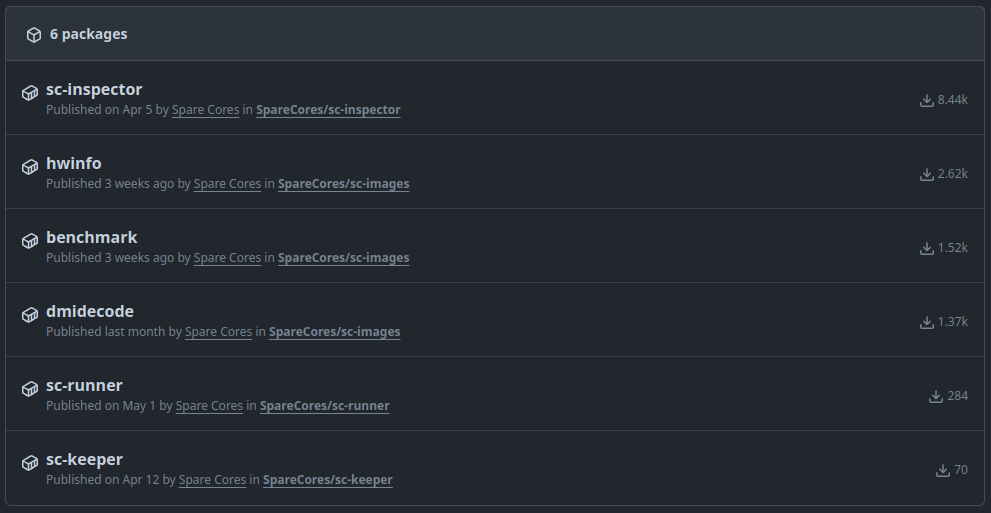 6 packages
sc-inspector
Published on Apr 5 by Spare Cores in SpareCores/sc-inspector
8.44k
hwinfo
Published 3 weeks ago by Spare Cores in SpareCores/sc-images
2.62k
benchmark
Published 3 weeks ago by Spare Cores in SpareCores/sc-images
1.52k
dmidecode
Published last month by Spare Cores in SpareCores/sc-images
1.37k
sc-runner
Published on May 1 by Spare Cores in SpareCores/sc-runner
284
sc-keeper
Published on Apr 12 by Spare Cores in SpareCores/sc-keeper
70